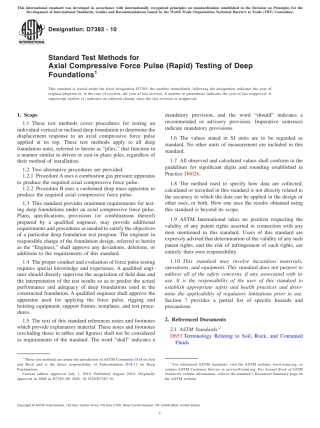 This international standard was developed in accordance with internationally recognized principles on standardization established in the Decision on Principles for the
Development of International Standards, Guides and Recommendations issued by the World Trade Organization Technical Barriers to Trade (TBT) Committee.
Designation: D7383 − 10
INTERNATIONAL
Standard Test Methods for
Axial Compressive Force Pulse (Rapid) Testing of Deep
Foundations1
This standard is issued under the fixed designation D7383; the number immediately following the designation indicates the year of
original adoption or, in the case of revision, the year of last revision. A number in parentheses indicates the year of last reapproval. A
superscript epsilon (ε) indicates an editorial change since the last revision or reapproval.
1. Scope
1.1 These test methods cover procedures for testing an
individual vertical or inclined deep foundation to determine the
displacement response to an axial compressive force pulse
applied at its top. These test methods apply to all deep
foundation units, referred to herein as “piles,” that function in
a manner similar to driven or cast-in-place piles, regardless of
their method of installation.
1.2 Two alternative procedures are provided:
1.2.1 Procedure A uses a combustion gas pressure apparatus
to produce the required axial compressive force pulse.
1.2.2 Procedure B uses a cushioned drop mass apparatus to
produce the required axial compressive force pulse.
1.3 This standard provides minimum requirements for test-
ing deep foundations under an axial compressive force pulse.
Plans, specifications, provisions (or combinations thereof)
prepared by a qualified engineer, may provide additional
requirements and procedures as needed to satisfy the objectives
of a particular deep foundation test program. The engineer in
responsible charge of the foundation design, referred to herein
as the “Engineer,” shall approve any deviations, deletions, or
additions to the requirements of this standard.
1.4 The proper conduct and evaluation of force pulse testing
requires special knowledge and experience. A qualified engi-
neer should directly supervise the acquisition of field data and
the interpretation of the test results so as to predict the actual
performance and adequacy of deep foundations used in the
constructed foundation. A qualified engineer shall approve the
apparatus used for applying the force pulse, rigging and
hoisting equipment, support frames, templates, and test proce-
dures.
1.5 The text of this standard references notes and footnotes
which provide explanatory material. These notes and footnotes
(excluding those in tables and figures) shall not be considered
as requirements of the standard. The word “shall” indicates a
mandatory provision, and the word “should” indicates a
recommended or advisory provision. Imperative sentences
indicate mandatory provisions.
1.6 The values stated in SI units are to be regarded as
standard. No other units of measurement are included in this
standard.
1.7 All observed and calculated values shall conform to the
guidelines for significant digits and rounding established in
Practice D6026.
1.8 The method used to specify how data are collected,
calculated or recorded in this standard is not directly related to
the accuracy to which the data can be applied in the design or
other uses, or both. How one uses the results obtained using
this standard is beyond its scope.
1.9 ASTM International takes no position respecting the
validity of any patent rights asserted in connection with any
item mentioned in this standard. Users of this standard are
expressly advised that determination of the validity of any such
patent rights, and the risk of infringement of such rights, are
entirely their own responsibility.
1.10 This standard may involve hazardous materials,
operations, and equipment. This standard does not purport to
address all of the safety concerns, if any, associated with its
use. It is the responsibility of the user of this standard to
establish appropriate safety and health practices and deter-
mine the applicability of regulatory limitations prior to use.
Section 7 provides a partial list of specific hazards and
precautions.
2. Referenced Documents
2.1 ASTM Standards:2
D653 Terminology Relating to Soil, Rock, and Contained
Fluids
1 These test methods are under the jurisdiction of ASTM Committee D18 on Soil
and Rock and is the direct responsibility of Subcommittee D18.11 on Deep
Foundations.
Current edition approved July 1, 2010. Published August 2010. Originally
approved in 2008 as D7383–08. DOI: 10.1520/D7383-10.
2 For referenced ASTM standards, visit the ASTM website, www.astm.org, or
contact ASTM Customer Service at service@astm.org. For Annual Book of ASTM
Standards volume information, refer to the standard’s Document Summary page on
the ASTM website.
Copyright © ASTM International, 100 Barr Harbor Drive, PO Box C700, West Conshohocken, PA 19428-2959. United States
1